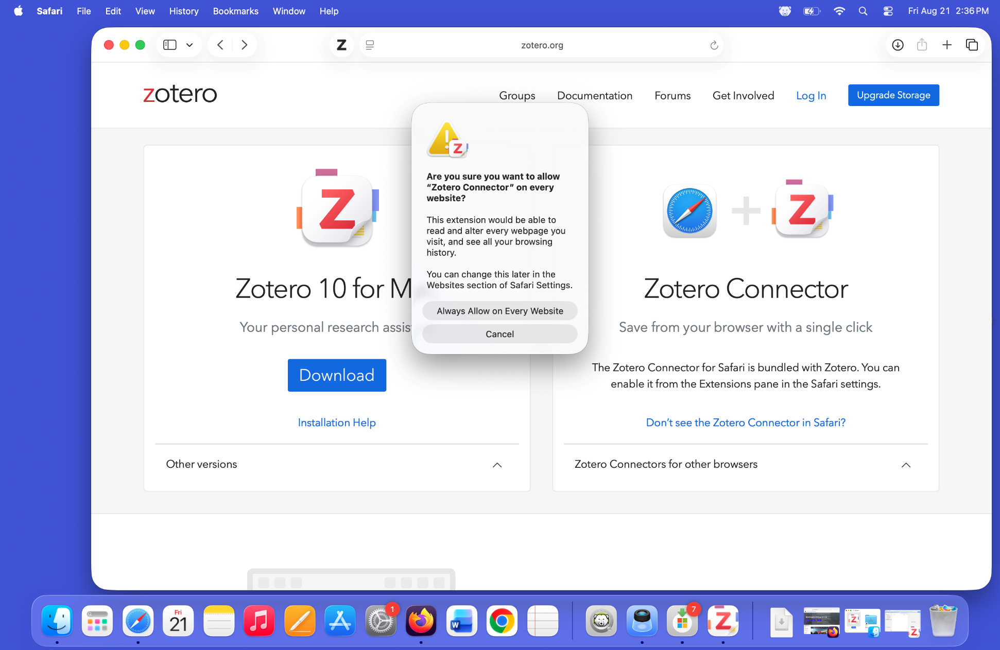 Safari File Edit View History Bookmarks Window Help Fri Aug 21 2:36 PM
Z zotero.org
zotero Groups Documentation Forums Get Involved Log In Upgrade Storage
Z
Are you sure you want to allow
“Zotero Connector” on every
website?
This extension would be able to
read and alter every webpage you
visit, and see all your browsing
history.
You can change this later in the
Websites section of Safari Settings.
Always Allow on Every Website
Cancel
Z
Zotero 10 for M
Your personal research assis
Download
Installation Help
Other versions
Z
Zotero Connector
Save from your browser with a single click
The Zotero Connector for Safari is bundled with Zotero. You can
enable it from the Extensions pane in the Safari settings.
Don’t see the Zotero Connector in Safari?
Zotero Connectors for other browsers
Fri
21
1
W
7
Z
Z
Z